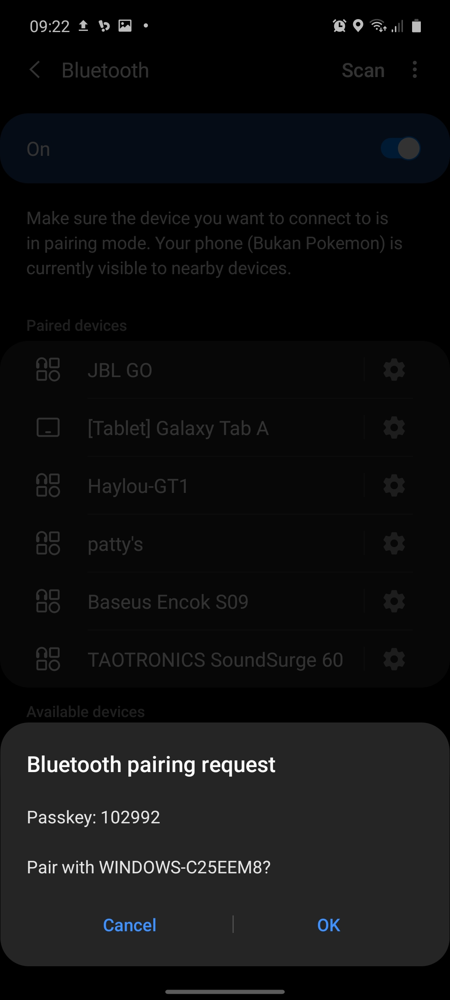 09:22
Bluetooth
Scan
On
Make sure the device you want to connect to is
in pairing mode. Your phone (Bukan Pokemon) is
currently visible to nearby devices.
Paired devices
JBL GO
[Tablet] Galaxy Tab A
Haylou-GT1
patty's
Baseus Encok S09
TAOTRONICS SoundSurge 60
Available devices
Bluetooth pairing request
Passkey: 102992
Pair with WINDOWS-C25EEM8?
Cancel
OK